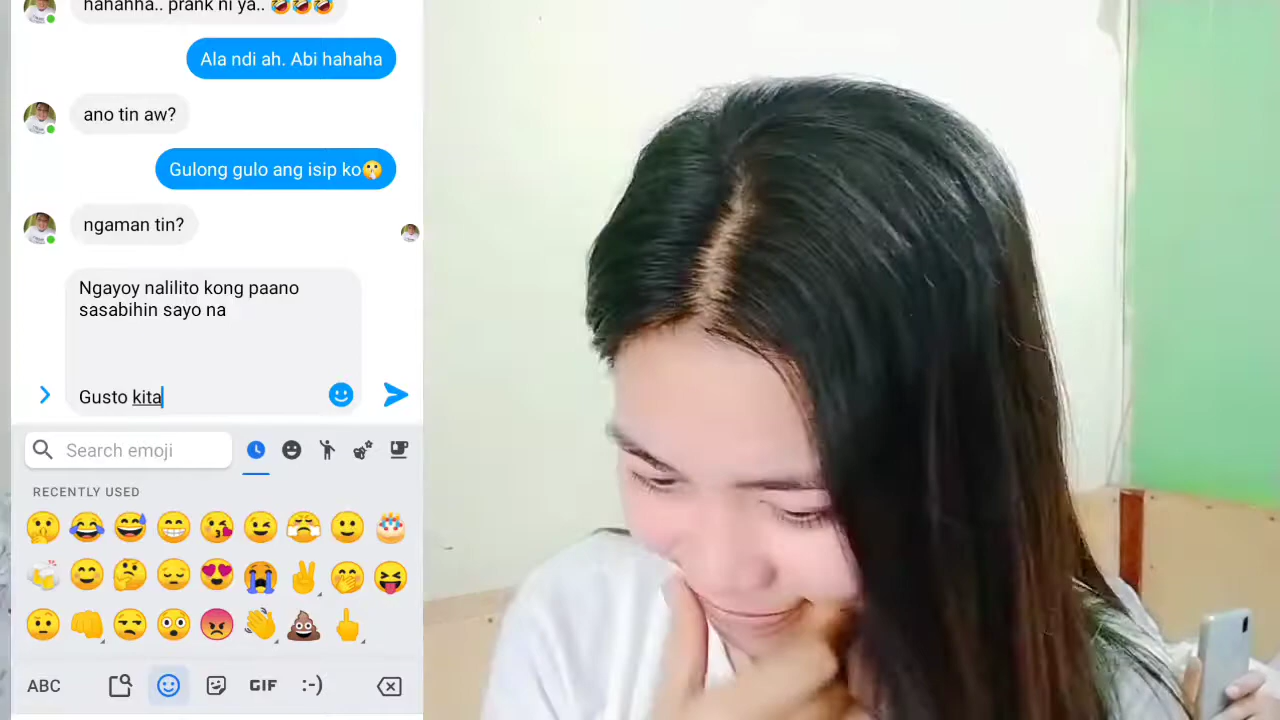 hahahha.. prank ni ya.. 🤣🤣🤣
Ala ndi ah. Abi hahaha
ano tin aw?
Gulong gulo ang isip ko🤫
ngaman tin?
Ngayoy nalilito kong paano
sasabihin sayo na
Gusto kita
Search emoji
RECENTLY USED
ABC
GIF
:-)